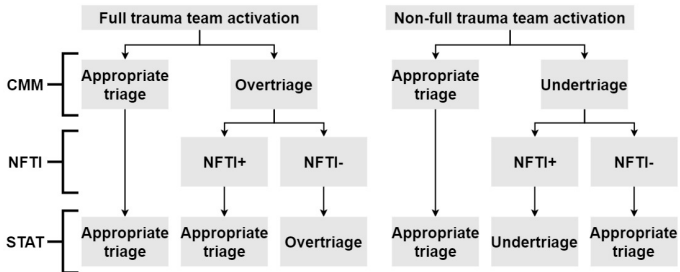 Full trauma team activation
Non-full trauma team activation
CMM
Appropriate
triage
Overtriage
Appropriate
triage
Undertriage
NFTI
NFTI+
NFTI-
NFTI+
NFTI-
STAT
Appropriate
triage
Appropriate
triage
Overtriage
Appropriate
triage
Undertriage
Appropriate
triage